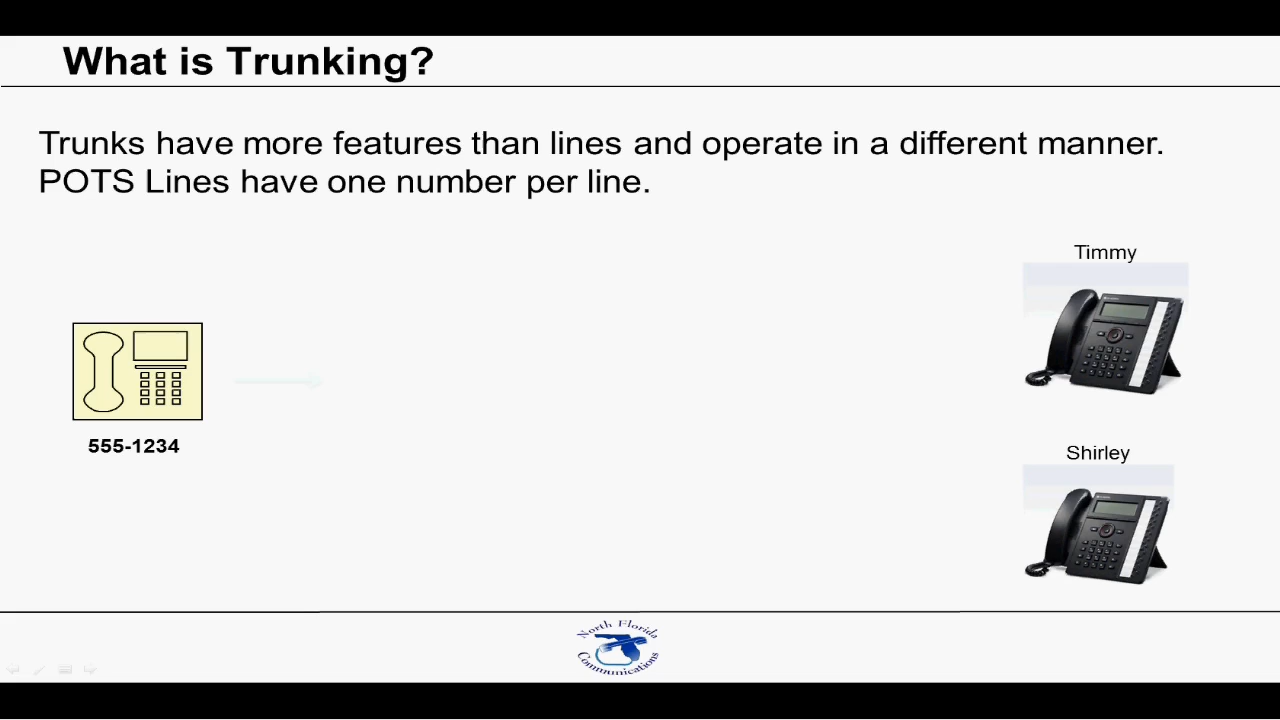 What is Trunking?
Trunks have more features than lines and operate in a different manner.
POTS Lines have one number per line.
Timmy
555-1234
Shirley
North Florida
Communications